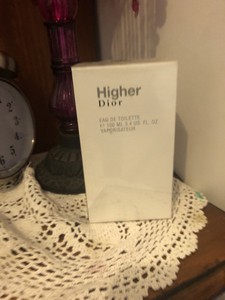 Higher
Dior
EAU DE TOILETTE
100 ML 3.4 US. FL. OZ
VAPORISATEUR